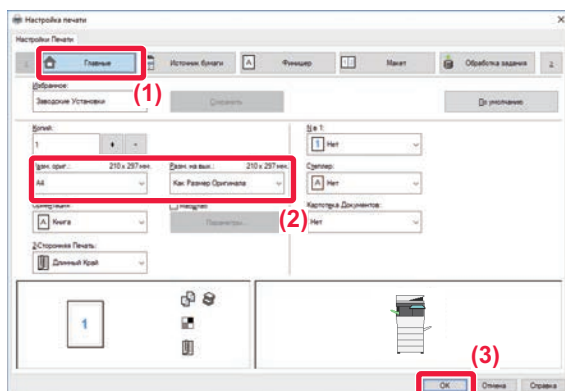 Настройка печати
Настройки Печати
Главные
Источник бумаги
Финишер
Макет
Обработка задания
(1)
Избранное:
Заводские Установки
Сохранить
По умолчанию
Копий:
1
+ -
Разм. ориг.: 210 x 297 мм.
A4
Разм. на вых.: 210 x 297 мм.
Как Размер Оригинала
(2)
Ориентация:
Книга
Масштаб
Параметры...
2-Сторонняя Печать:
Длинный Край
N в 1:
1 Нет
Степлер:
Нет
Картотека Документов:
Нет
1
(3)
OK Отмена Справка